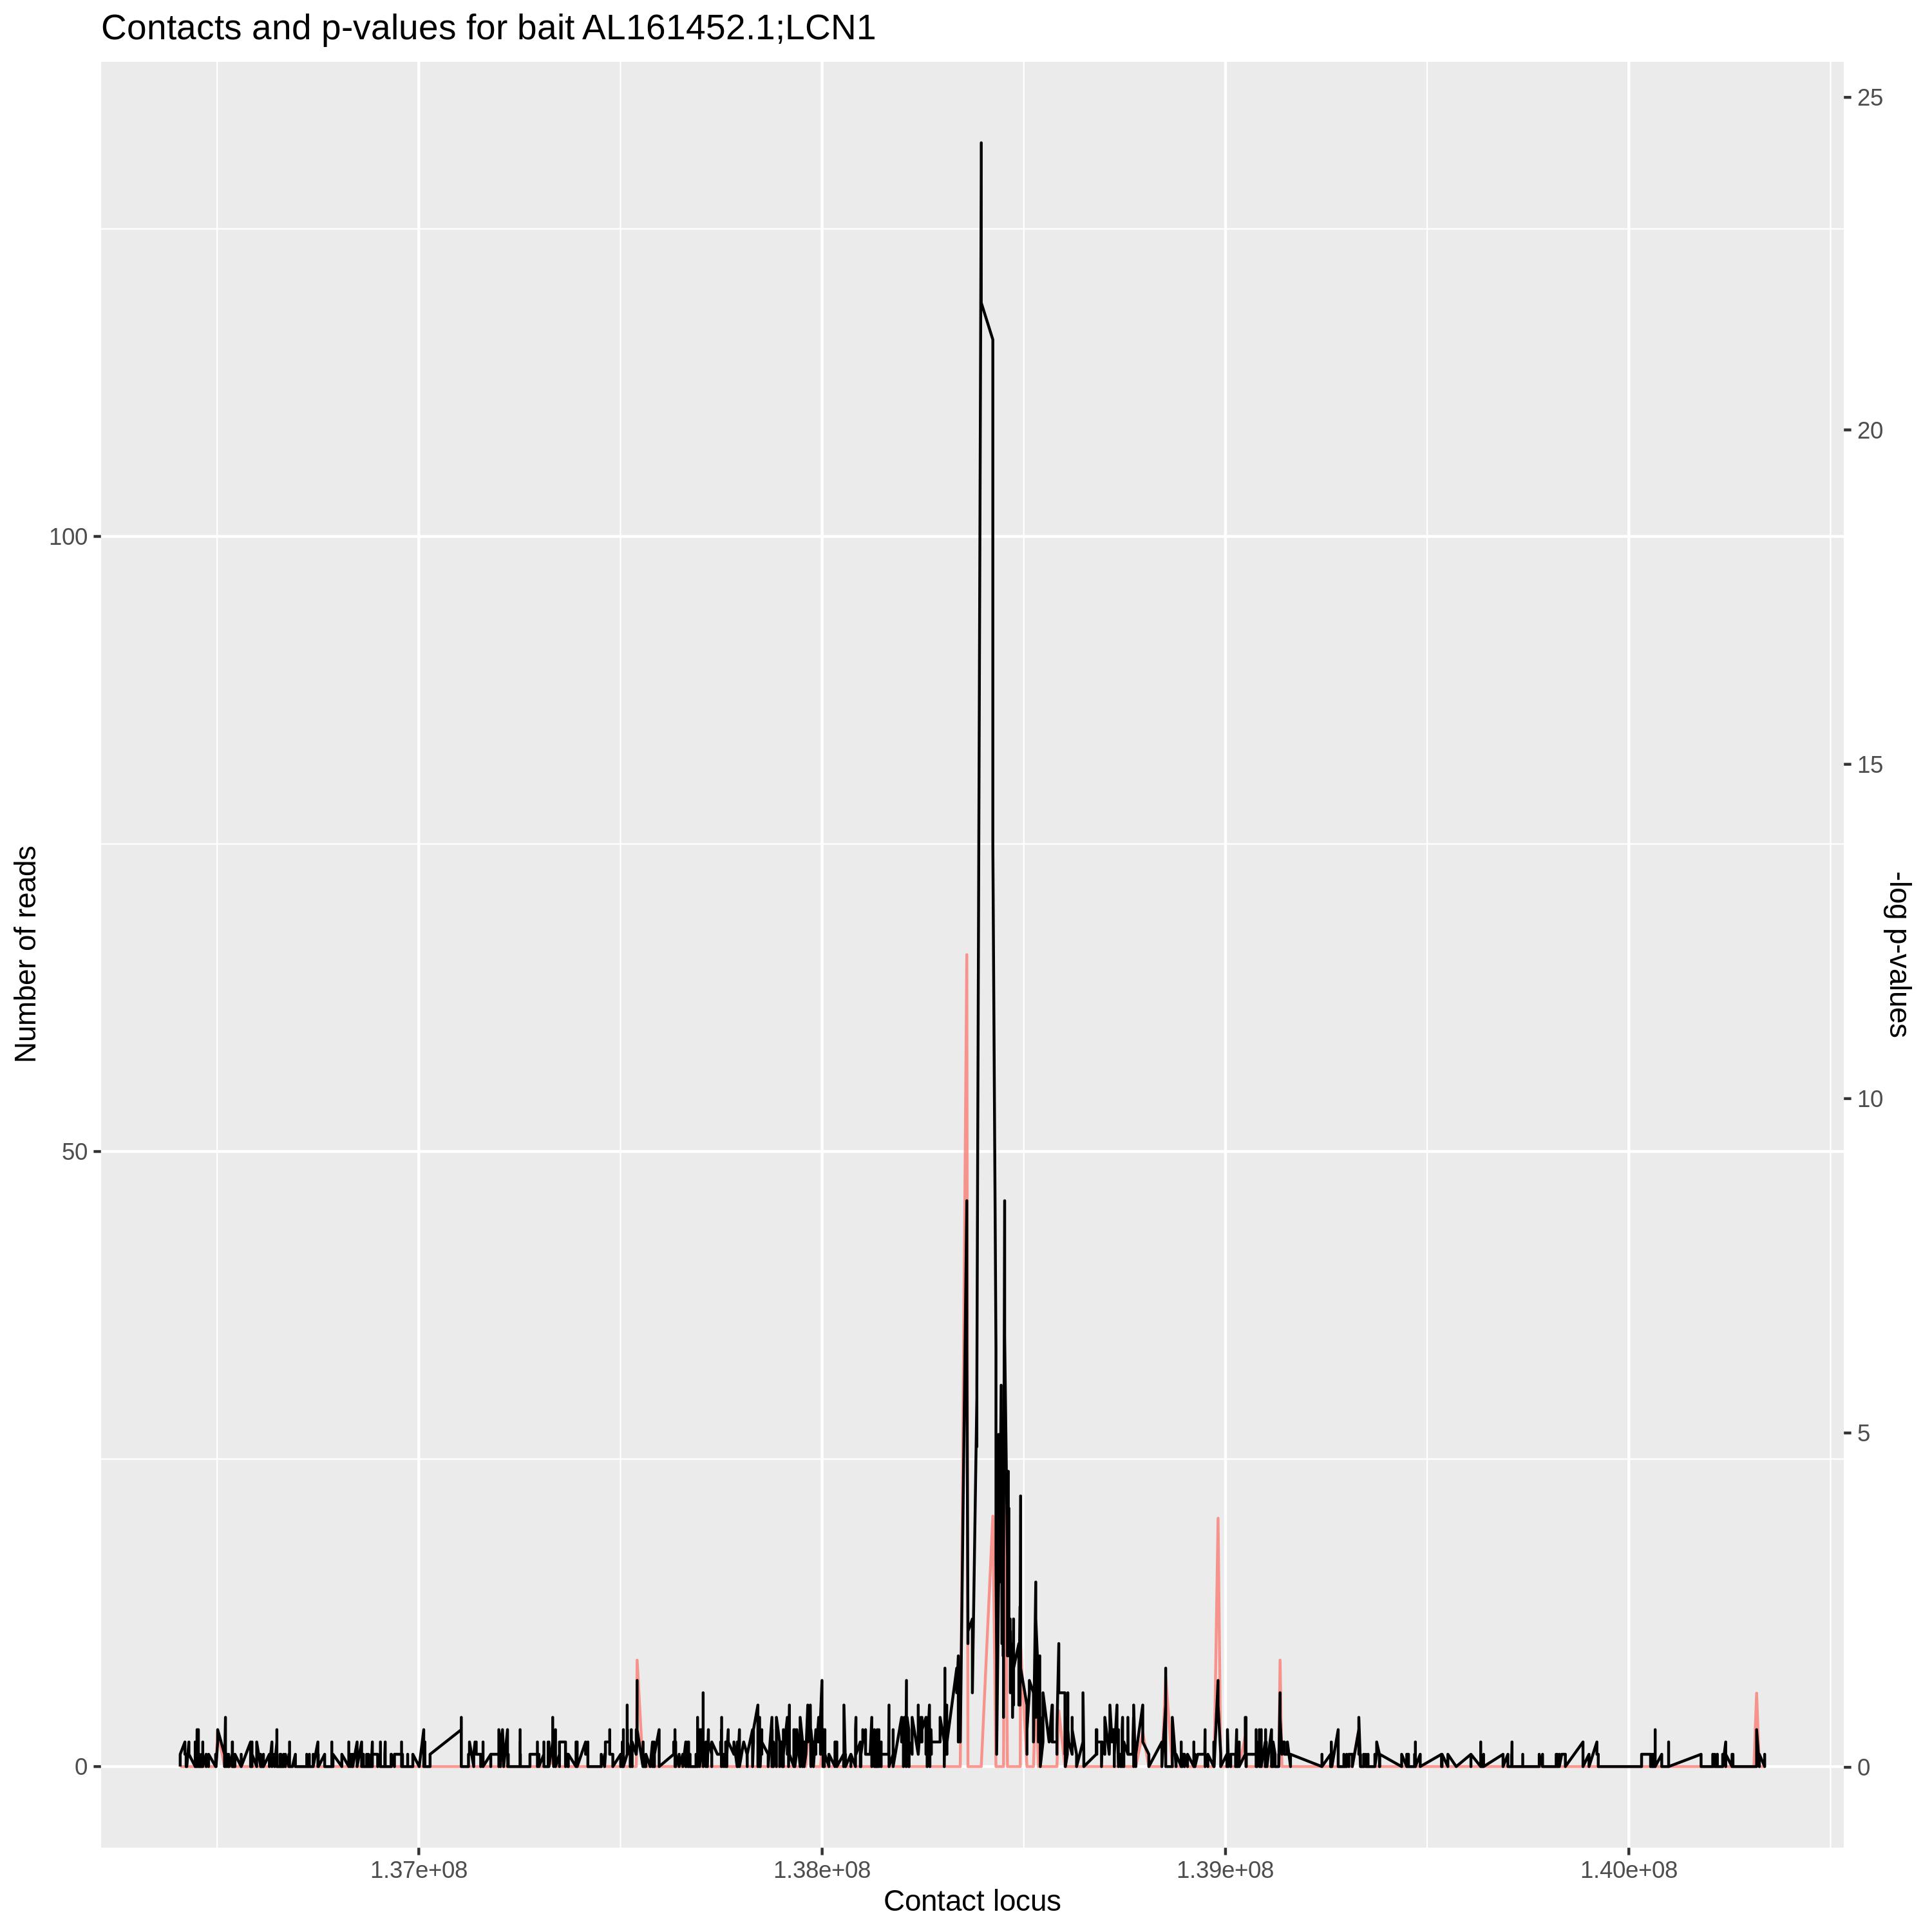 Contacts and p-values for bait AL161452.1;LCN1
Number of reads
100
50
0
25
20
15
10
5
0
-log p-values
1.37e+08
1.38e+08
1.39e+08
1.40e+08
Contact locus